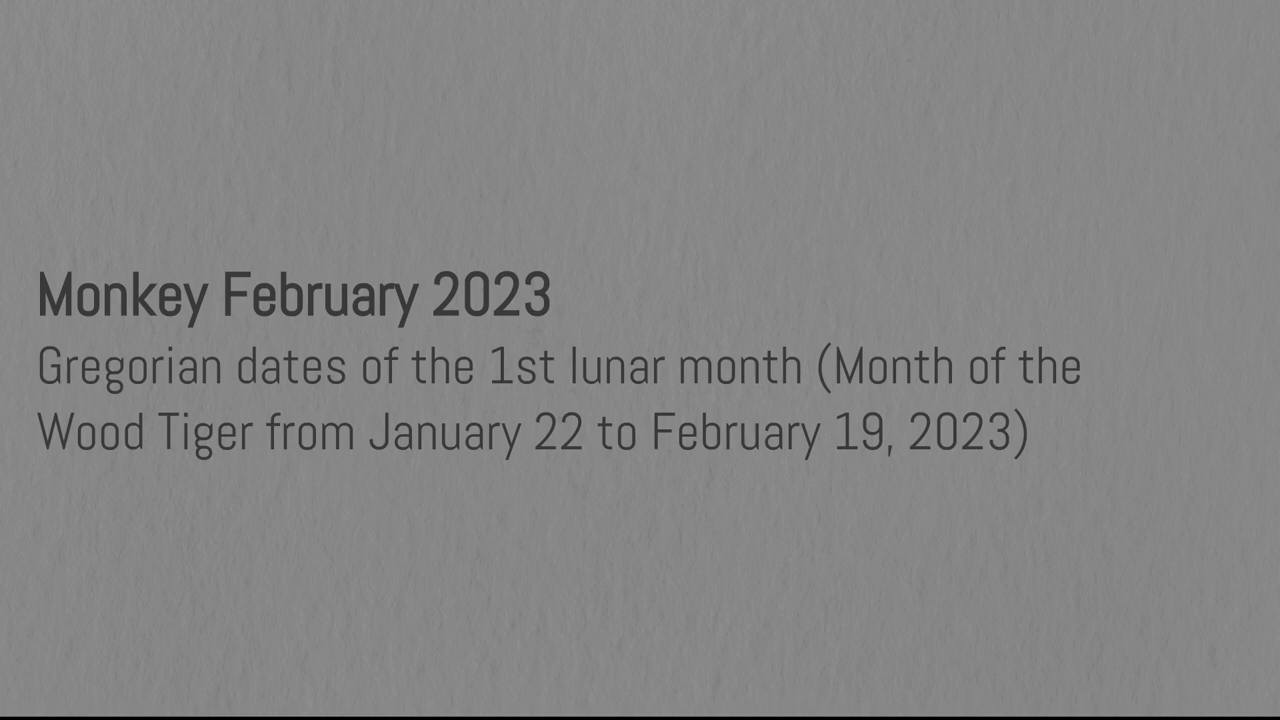 Monkey February 2023
Gregorian dates of the 1st lunar month (Month of the
Wood Tiger from January 22 to February 19, 2023)